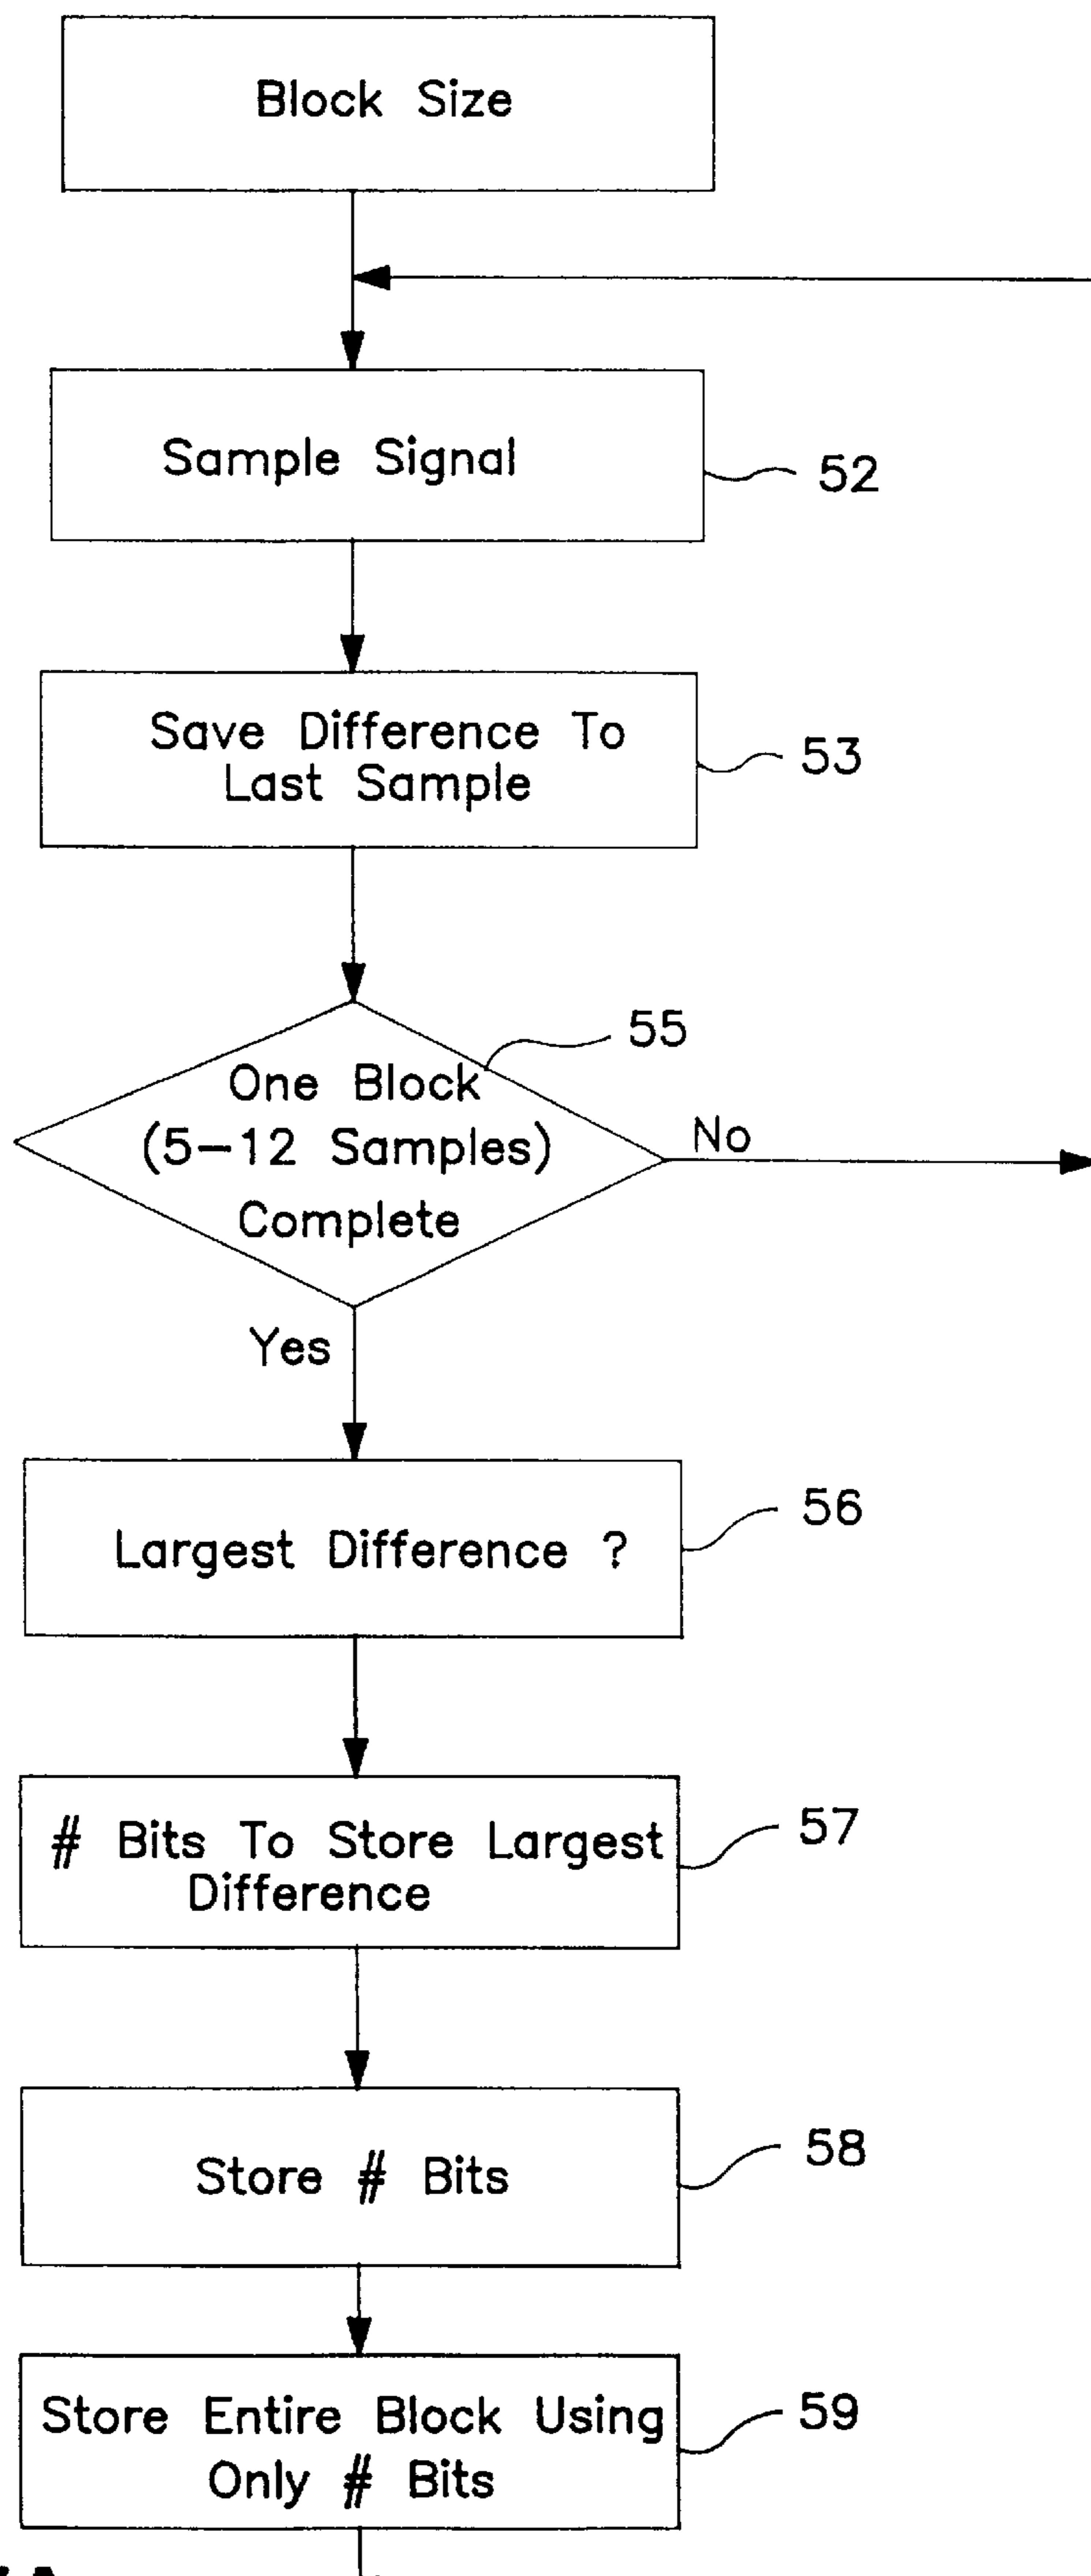 Block Size
Sample Signal
52
Save Difference To
Last Sample
53
55
One Block
(5-12 Samples)
Complete
No
Yes
Largest Difference ?
56
# Bits To Store Largest
Difference
57
Store # Bits
58
Store Entire Block Using
Only # Bits
59